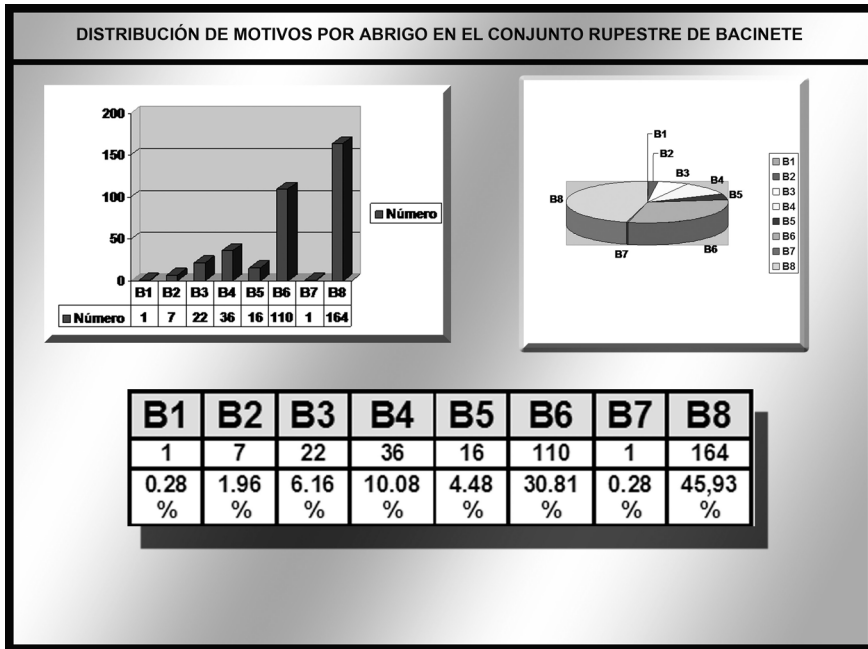 DISTRIBUCIÓN DE MOTIVOS POR ABRIGO EN EL CONJUNTO RUPESTRE DE BACINETE
200
150
100
50
0
B1 B2 B3 B4 B5 B6 B7 B8
Número 1 7 22 36 16 110 1 164
Número
B1
B2
B3
B4
B5
B6
B7
B8
B1
B2
B3
B4
B5
B6
B7
B8
B1 B2 B3 B4 B5 B6 B7 B8
1 7 22 36 16 110 1 164
0.28 1.96 6.16 10.08 4.48 30.81 0.28 45,93
% % % % % % % %